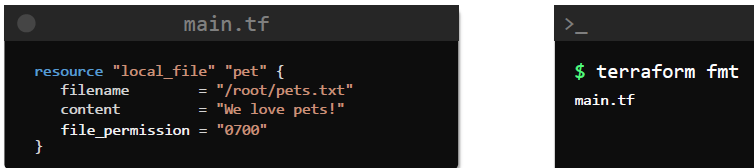 main.tf
resource "local_file" "pet" {
    filename        = "/root/pets.txt"
    content         = "We love pets!"
    file_permission = "0700"
}
>_
$ terraform fmt
main.tf